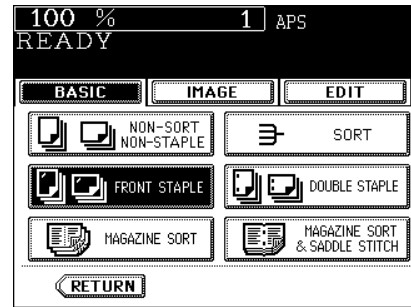 100 % 1 APS
READY
BASIC IMAGE EDIT
NON-SORT
NON-STAPLE
SORT
FRONT STAPLE
DOUBLE STAPLE
MAGAZINE SORT
MAGAZINE SORT
& SADDLE STITCH
RETURN